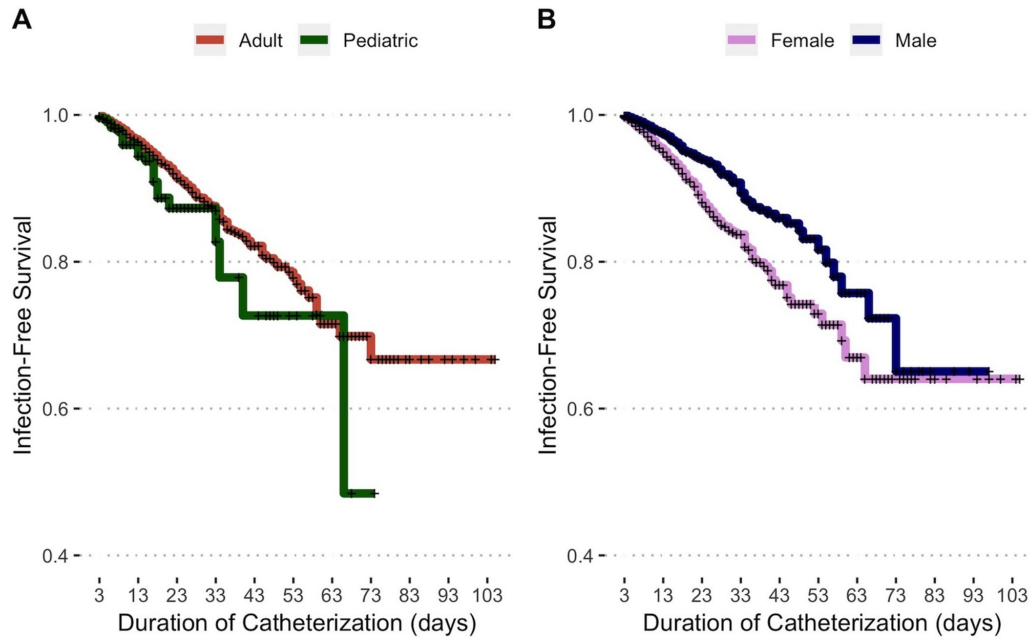 A
Adult Pediatric
1.0
0.8
0.6
0.4
Infection-Free Survival
3 13 23 33 43 53 63 73 83 93 103
Duration of Catheterization (days)
B
Female Male
1.0
0.8
0.6
0.4
Infection-Free Survival
3 13 23 33 43 53 63 73 83 93 103
Duration of Catheterization (days)